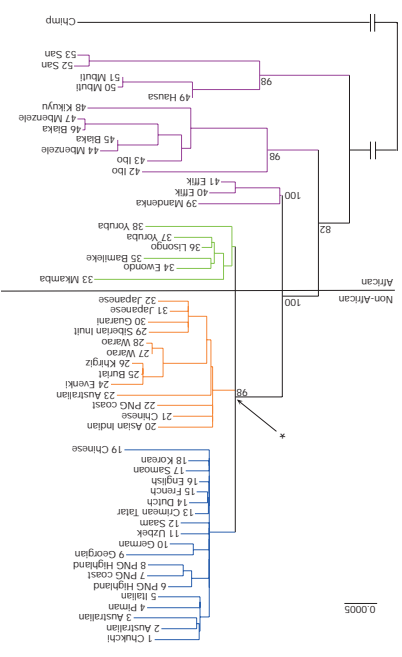 1 Chukchi
2 Australian
3 Australian
4 Piman
0.0005
5 Italian
6 PNG Highland
7 PNG coast
8 PNG Highland
9 Georgian
10 German
11 Uzbek
12 Saam
13 Crimean Tatar
14 Dutch
15 French
16 English
17 Samoan
18 Korean
19 Chinese
*
20 Asian Indian
21 Chinese
22 PNG coast
23 Australian
98
24 Evenki
25 Buriat
26 Khirgiz
27 Warao
28 Warao
29 Siberian Inuit
30 Guarani
31 Japanese
32 Japanese
100
Non-African
African
33 Mkamba
34 Ewondo
35 Bamileke
36 Lisongo
37 Yoruba
38 Yoruba
82
39 Mandenka
100
40 Effik
41 Effik
42 Ibo
43 Ibo
98
44 Mbenzele
45 Biaka
46 Biaka
47 Mbenzele
48 Kikuyu
49 Hausa
50 Mbuti
98
51 Mbuti
52 San
53 San
Chimp